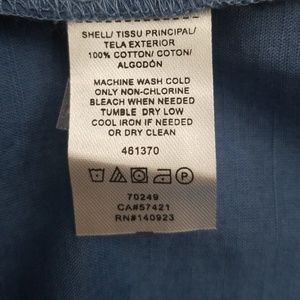 SHELL/ TISSU PRINCIPAL/
TELA EXTERIOR
100% COTTON/ COTON/
ALGODÓN
MACHINE WASH COLD
ONLY NON-CHLORINE
BLEACH WHEN NEEDED
TUMBLE DRY LOW
COOL IRON IF NEEDED
OR DRY CLEAN
461370
P
70249
CA#57421
RN#140923